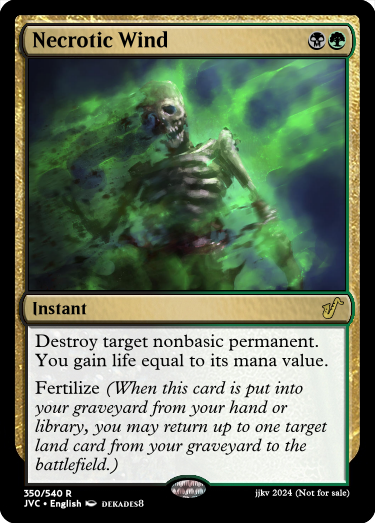 Necrotic Wind
Instant
Destroy target nonbasic permanent.
You gain life equal to its mana value.
Fertilize (When this card is put into
your graveyard from your hand or
library, you may return up to one target
land card from your graveyard to the
battlefield.)
350/540 R
JVC • English DEKADES8
jjkv 2024 (Not for sale)